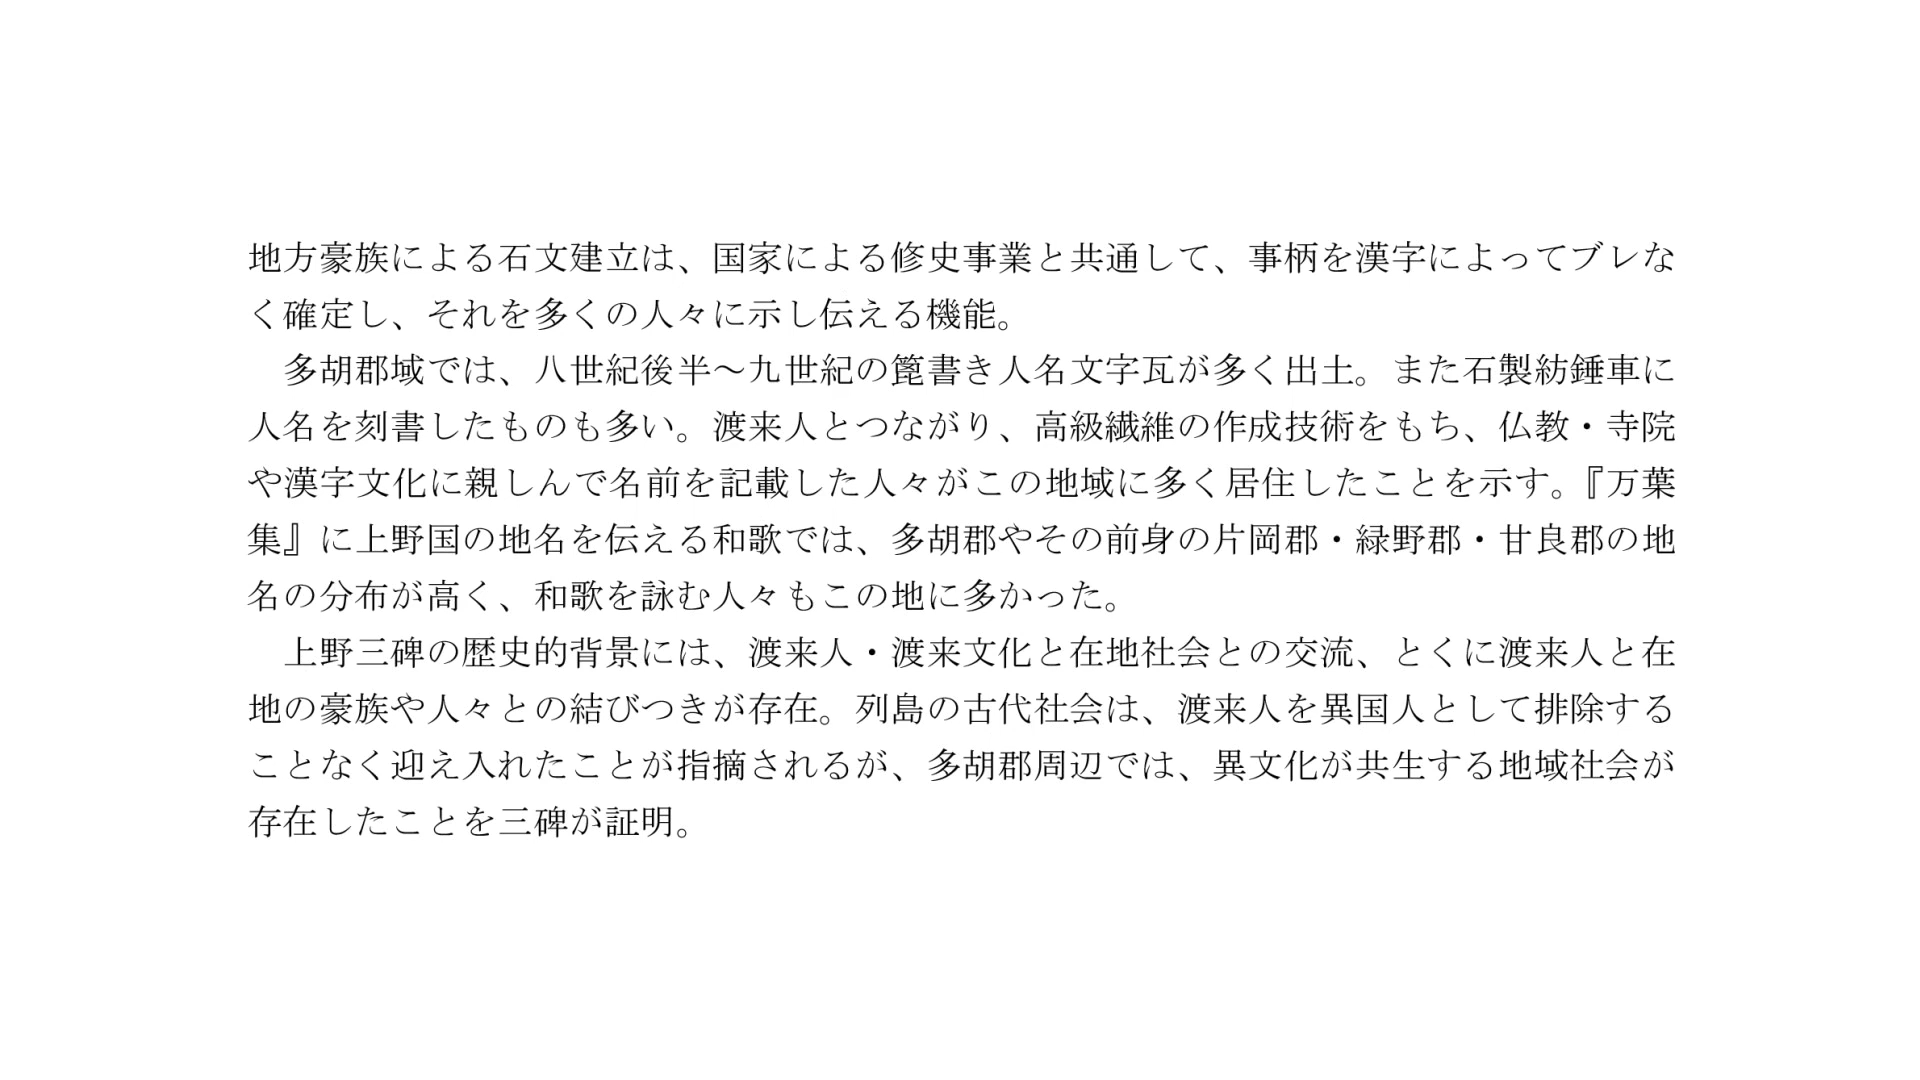 地方豪族による石文建立は、国家による修史事業と共通して、事柄を漢字によってブレな
く確定し、それを多くの人々に示し伝える機能。
　多胡郡域では、八世紀後半～九世紀の篦書き人名文字瓦が多く出土。また石製紡錘車に
人名を刻書したものも多い。渡来人とつながり、高級繊維の作成技術をもち、仏教・寺院
や漢字文化に親しんで名前を記載した人々がこの地域に多く居住したことを示す。『万葉
集』に上野国の地名を伝える和歌では、多胡郡やその前身の片岡郡・緑野郡・甘良郡の地
名の分布が高く、和歌を詠む人々もこの地に多かった。
　上野三碑の歴史的背景には、渡来人・渡来文化と在地社会との交流、とくに渡来人と在
地の豪族や人々との結びつきが存在。列島の古代社会は、渡来人を異国人として排除する
ことなく迎え入れたことが指摘されるが、多胡郡周辺では、異文化が共生する地域社会が
存在したことを三碑が証明。